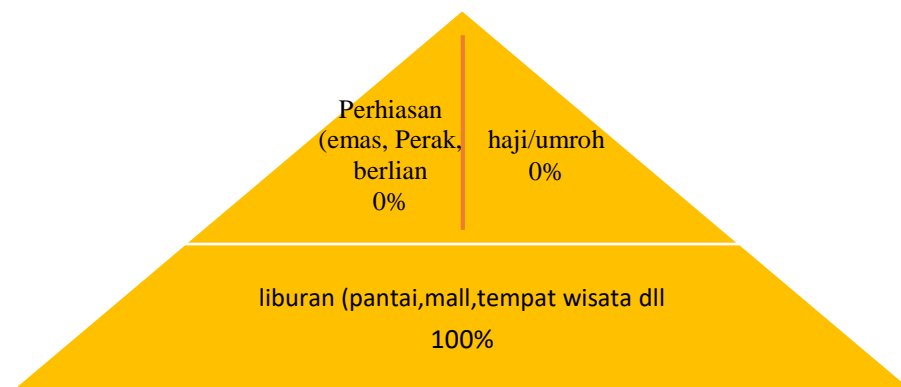 Perhiasan
(emas, Perak,
berlian
0%
haji/umroh
0%
liburan (pantai,mall,tempat wisata dll
100%